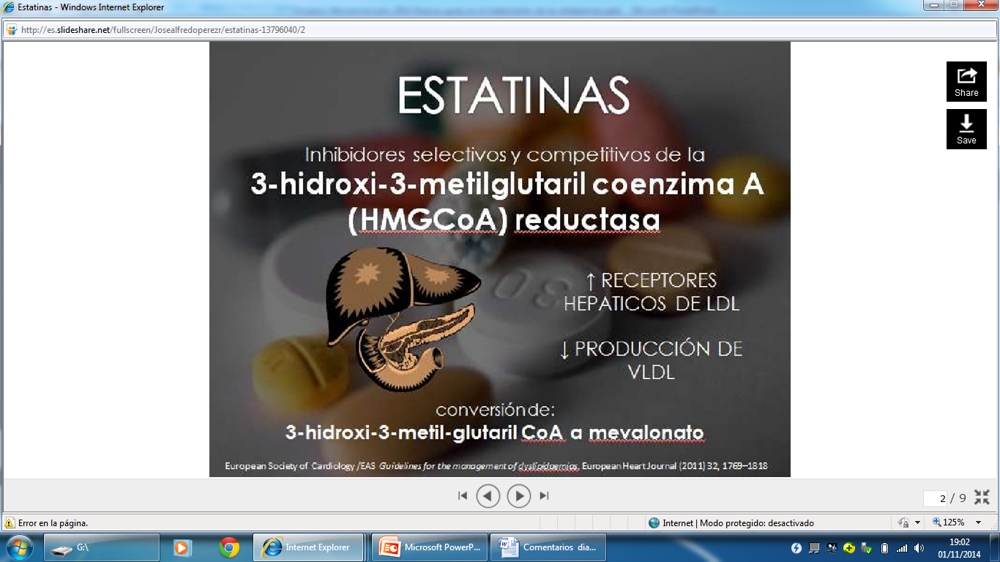 Estatinas - Windows Internet Explorer
http://es.slideshare.net/fullscreen/Josealfredoperezr/estatinas-13796040/2
Share
Save
ESTATINAS
Inhibidores selectivos y competitivos de la
3-hidroxi-3-metilglutaril coenzima A
(HMGCoA) reductasa
↑ RECEPTORES
HEPATICOS DE LDL
↓ PRODUCCIÓN DE
VLDL
conversión de:
3-hidroxi-3-metil-glutaril CoA a mevalonato
European Society of Cardiology /EAS Guidelines for the management of dyslipidaemias, European Heart Journal (2011) 32, 1769–1818
2 / 9
Error en la página.
Internet | Modo protegido: desactivado
125%
G:\
Internet Explorer
Microsoft PowerP...
Comentarios dia...
19:02
01/11/2014